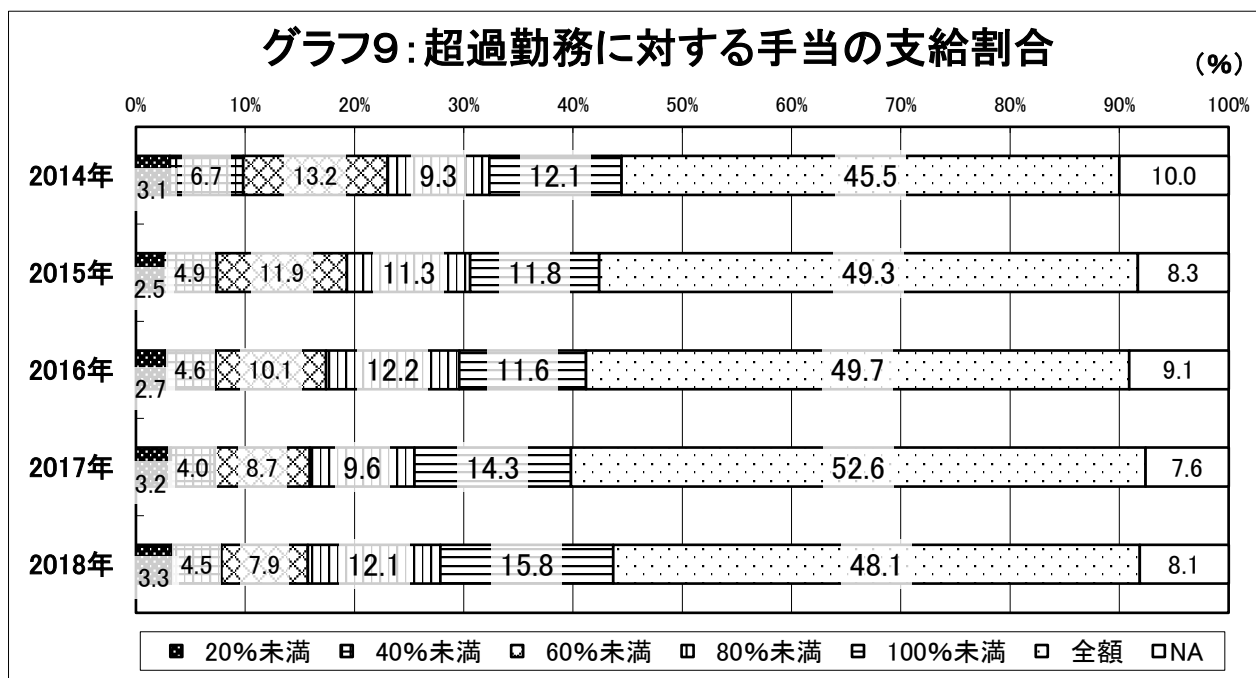 グラフ9:超過勤務に対する手当の支給割合
(%)
0% 10% 20% 30% 40% 50% 60% 70% 80% 90% 100%
2014年 3.1 6.7 13.2 9.3 12.1 45.5 10.0
2015年 2.5 4.9 11.9 11.3 11.8 49.3 8.3
2016年 2.7 4.6 10.1 12.2 11.6 49.7 9.1
2017年 3.2 4.0 8.7 9.6 14.3 52.6 7.6
2018年 3.3 4.5 7.9 12.1 15.8 48.1 8.1
20%未満 40%未満 60%未満 80%未満 100%未満 全額 NA